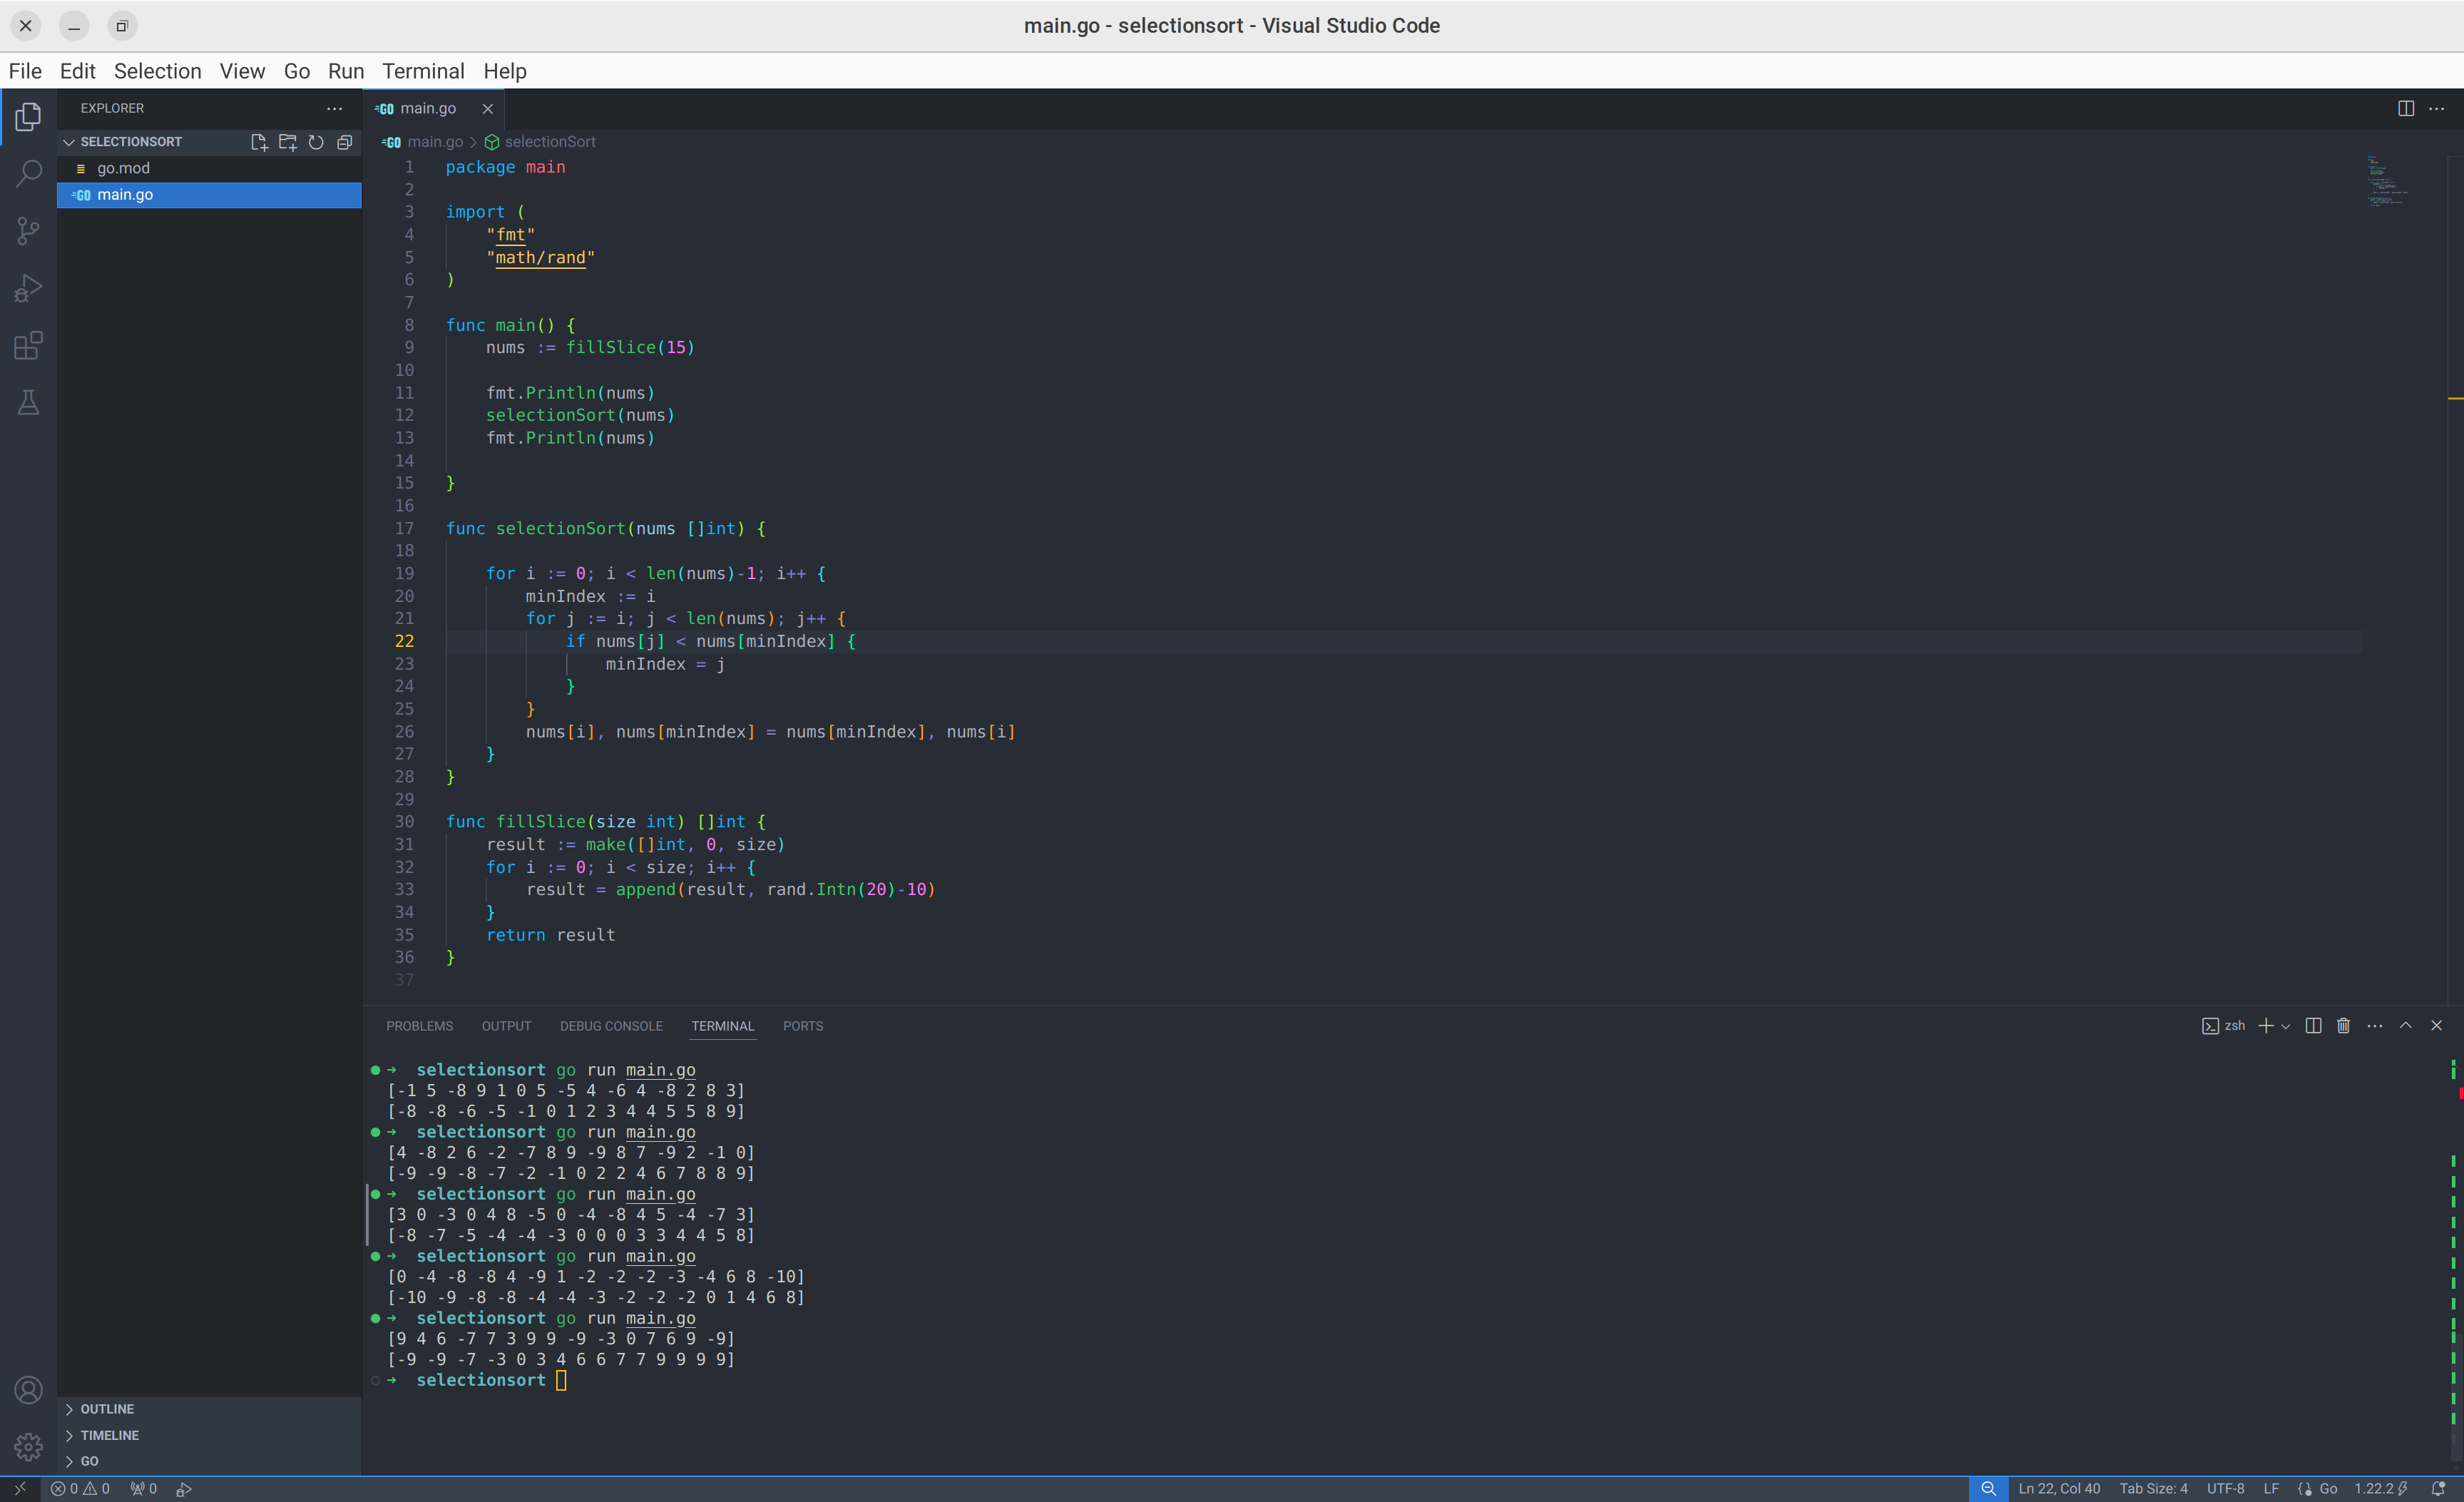 main.go - selectionsort - Visual Studio Code
File Edit Selection View Go Run Terminal Help
EXPLORER
SELECTIONSORT
go.mod
GO main.go
OUTLINE
TIMELINE
GO
GO main.go
GO main.go > selectionSort
1 package main
2
3 import (
4 "fmt"
5 "math/rand"
6 )
7
8 func main() {
9 nums := fillSlice(15)
10
11 fmt.Println(nums)
12 selectionSort(nums)
13 fmt.Println(nums)
14
15 }
16
17 func selectionSort(nums []int) {
18
19 for i := 0; i < len(nums)-1; i++ {
20 minIndex := i
21 for j := i; j < len(nums); j++ {
22 if nums[j] < nums[minIndex] {
23 minIndex = j
24 }
25 }
26 nums[i], nums[minIndex] = nums[minIndex], nums[i]
27 }
28 }
29
30 func fillSlice(size int) []int {
31 result := make([]int, 0, size)
32 for i := 0; i < size; i++ {
33 result = append(result, rand.Intn(20)-10)
34 }
35 return result
36 }
37
PROBLEMS OUTPUT DEBUG CONSOLE TERMINAL PORTS
zsh
➜ selectionsort go run main.go
[-1 5 -8 9 1 0 5 -5 4 -6 4 -8 2 8 3]
[-8 -8 -6 -5 -1 0 1 2 3 4 4 5 5 8 9]
➜ selectionsort go run main.go
[4 -8 2 6 -2 -7 8 9 -9 8 7 -9 2 -1 0]
[-9 -9 -8 -7 -2 -1 0 2 2 4 6 7 8 8 9]
➜ selectionsort go run main.go
[3 0 -3 0 4 8 -5 0 -4 -8 4 5 -4 -7 3]
[-8 -7 -5 -4 -4 -3 0 0 0 3 3 4 4 5 8]
➜ selectionsort go run main.go
[0 -4 -8 -8 4 -9 1 -2 -2 -2 -3 -4 6 8 -10]
[-10 -9 -8 -8 -4 -4 -3 -2 -2 -2 0 1 4 6 8]
➜ selectionsort go run main.go
[9 4 6 -7 7 3 9 9 -9 -3 0 7 6 9 -9]
[-9 -9 -7 -3 0 3 4 6 6 7 7 9 9 9 9]
➜ selectionsort
0 0 0
Ln 22, Col 40 Tab Size: 4 UTF-8 LF Go 1.22.2